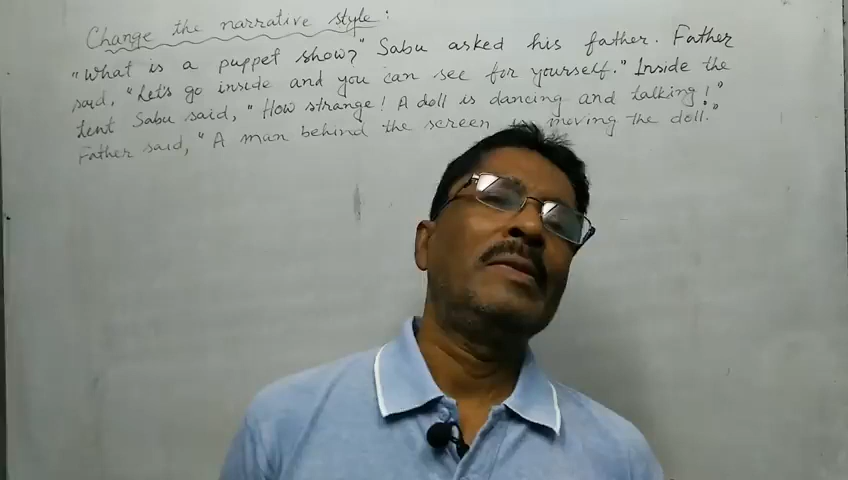 Change the narrative style:
"What is a puppet show?" Sabu asked his father. Father
said, "Let's go inside and you can see for yourself." Inside the
tent Sabu said, "How strange! A doll is dancing and talking!"
Father said, "A man behind the screen moving the doll."